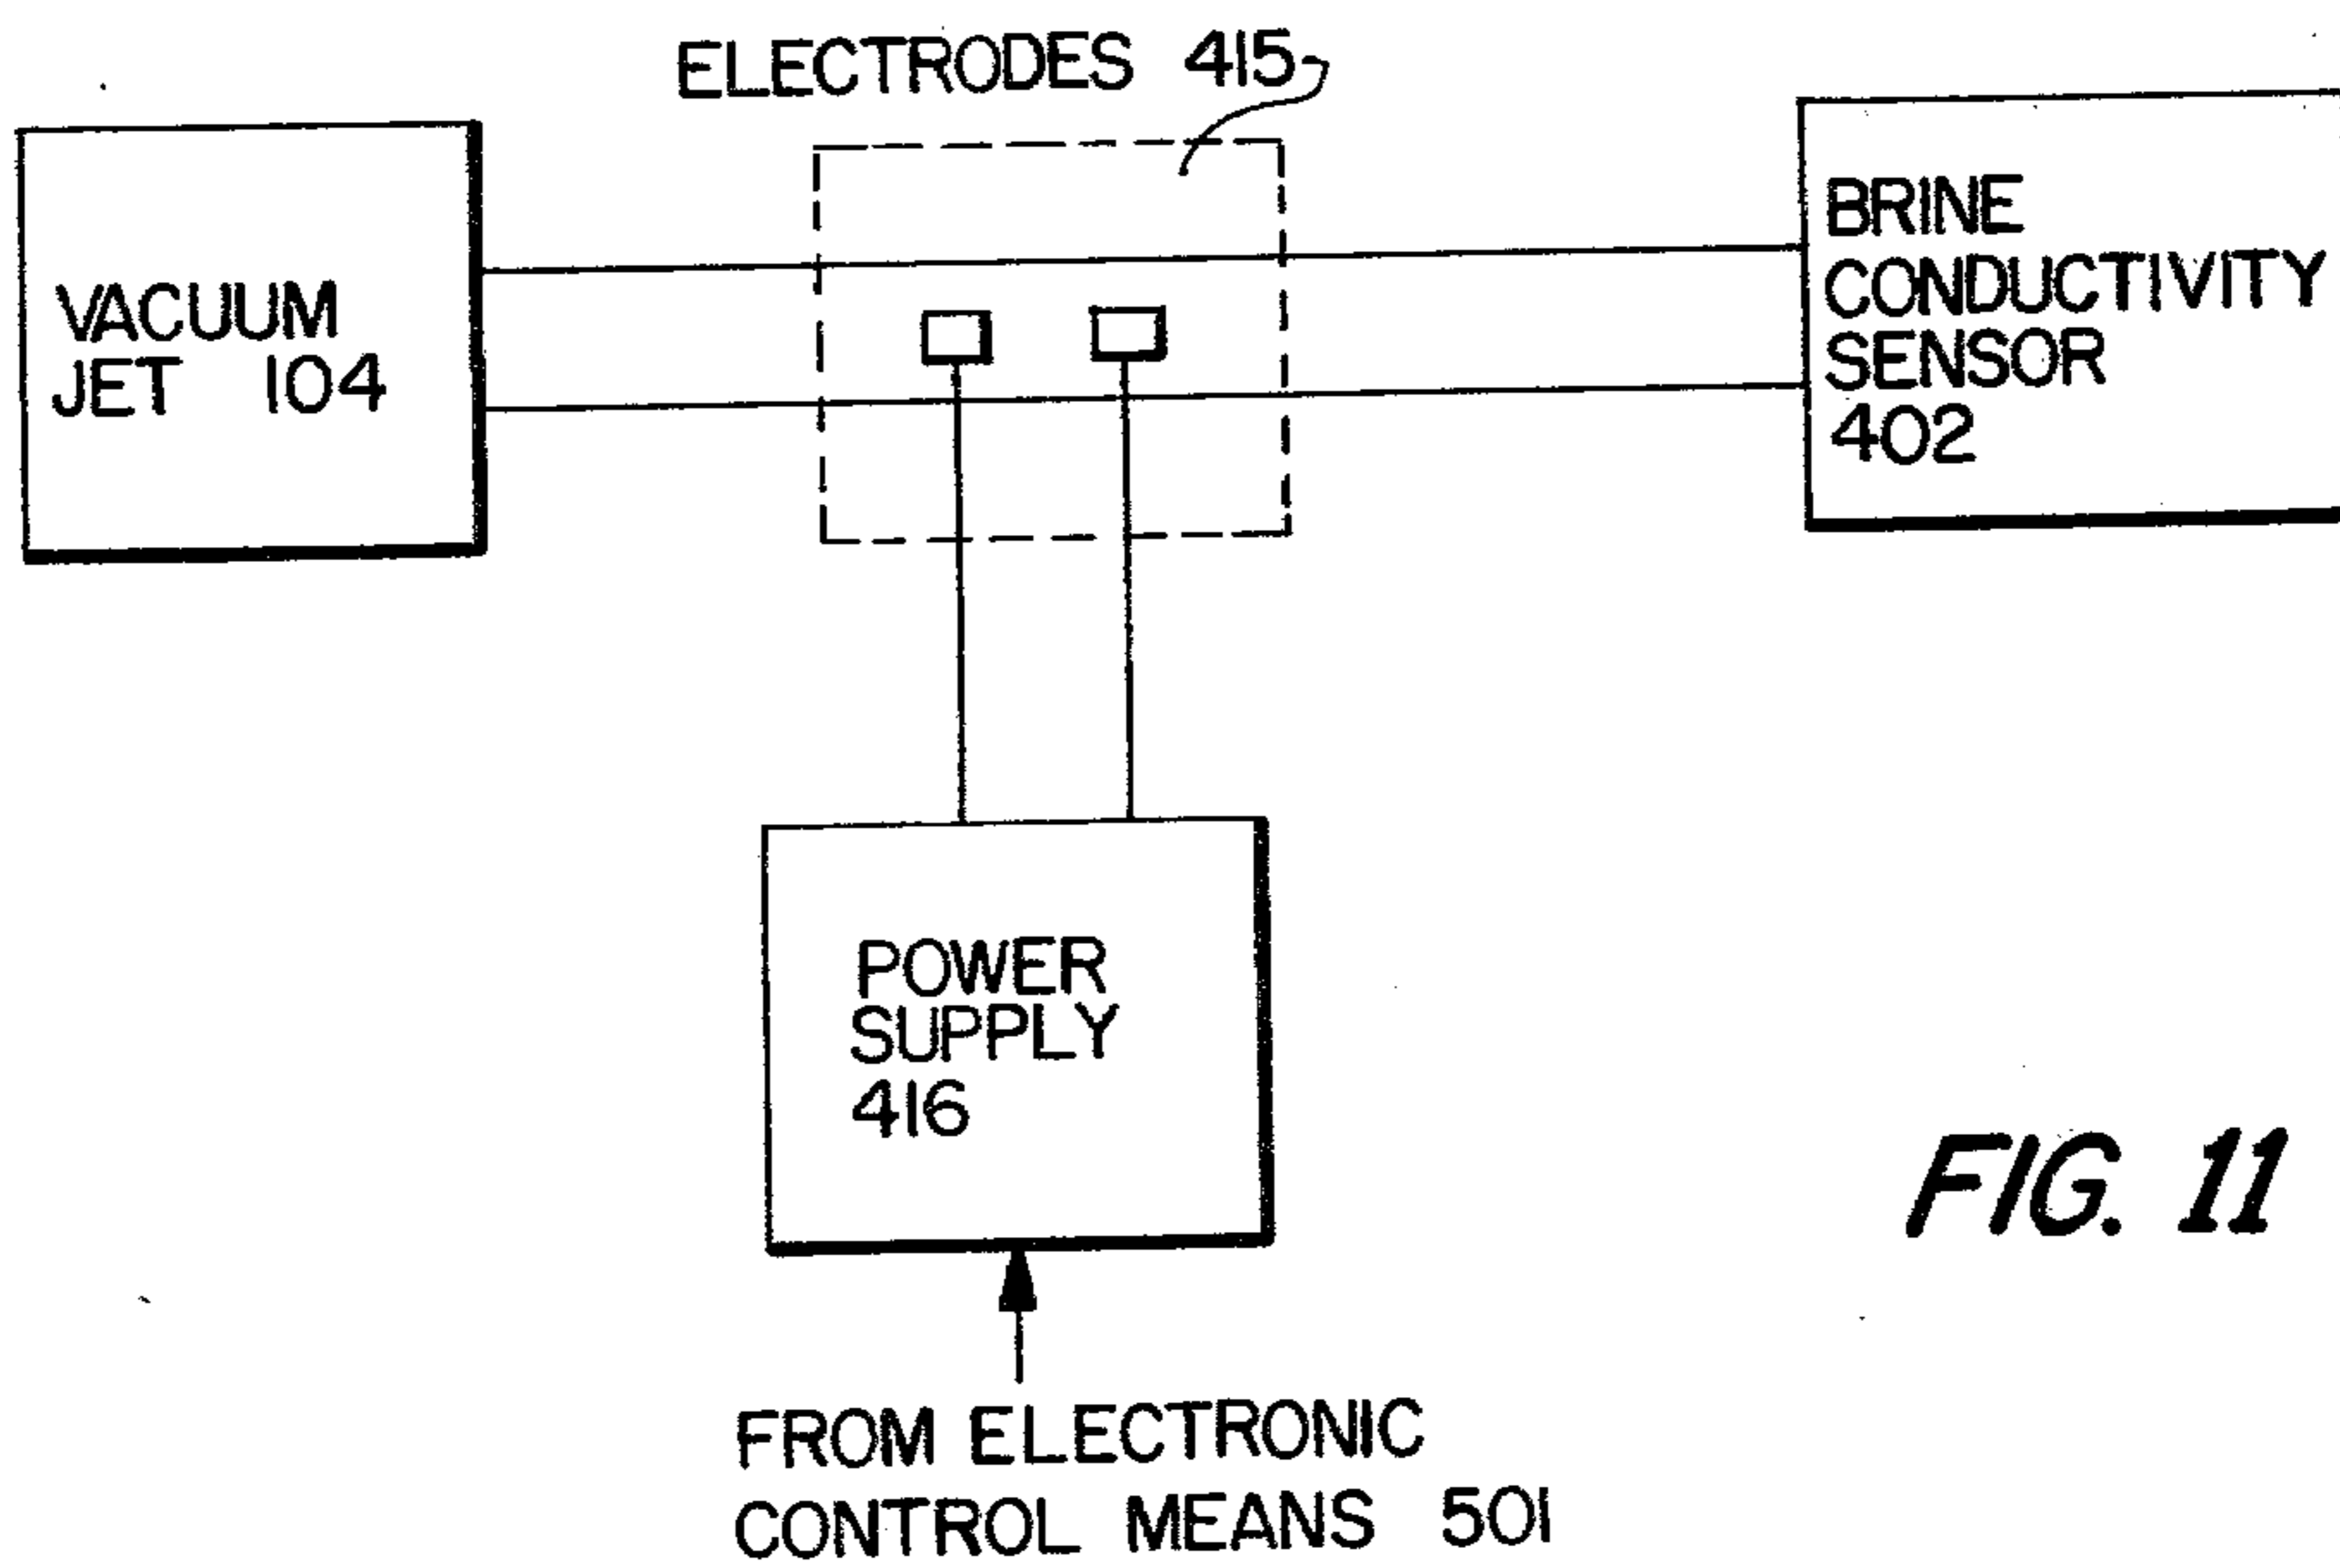 ELECTRODES 415
VACUUM
JET 104
BRINE
CONDUCTIVITY
SENSOR
402
POWER
SUPPLY
416
FIG. 11
FROM ELECTRONIC
CONTROL MEANS 501